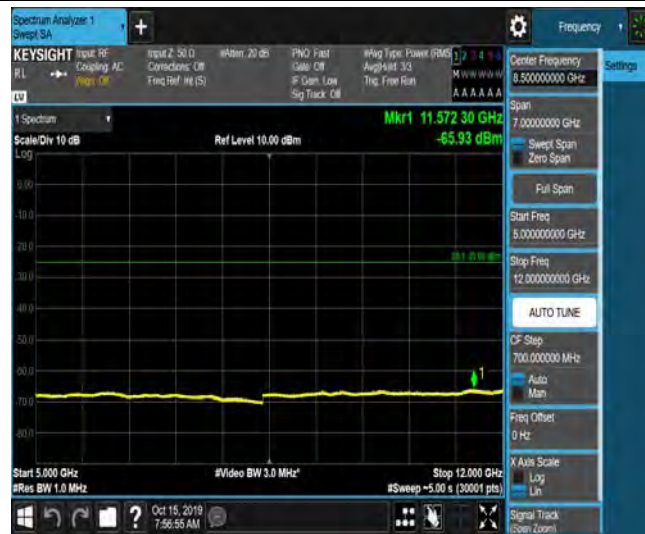 Spectrum Analyzer 1
Swept SA
+
Frequency
KEYSIGHT Input: RF
RL
Coupling: AC
Align: Off
LV
Input Z: 50 Ω
Corrections: Off
Freq Ref: Int (S)
#Atten: 20 dB
PNO: Fast
Gate: Off
IF Gain: Low
Sig Track: Off
#Avg Type: Power (RMS
Avg|Hold: 3/3
Trig: Free Run
1 2 3 4 5 6
M W W W W W
A A A A A A
1 Spectrum
Scale/Div 10 dB
Ref Level 10.00 dBm
Mkr1 11.572 30 GHz
-65.93 dBm
Log
0.00
-10.0
-20.0
-30.0
-40.0
-50.0
-60.0
-70.0
-80.0
1
Start 5.000 GHz
#Res BW 1.0 MHz
#Video BW 3.0 MHz*
Stop 12.000 GHz
#Sweep ~5.00 s (30001 pts)
?
Oct 15, 2019
7:56:55 AM
Center Frequency
8.500000000 GHz
Settings
Span
7.00000000 GHz
Swept Span
Zero Span
Full Span
Start Freq
5.000000000 GHz
Stop Freq
12.000000000 GHz
AUTO TUNE
CF Step
700.000000 MHz
Auto
Man
Freq Offset
0 Hz
X Axis Scale
Log
Lin
Signal Track
(Span Zoom)